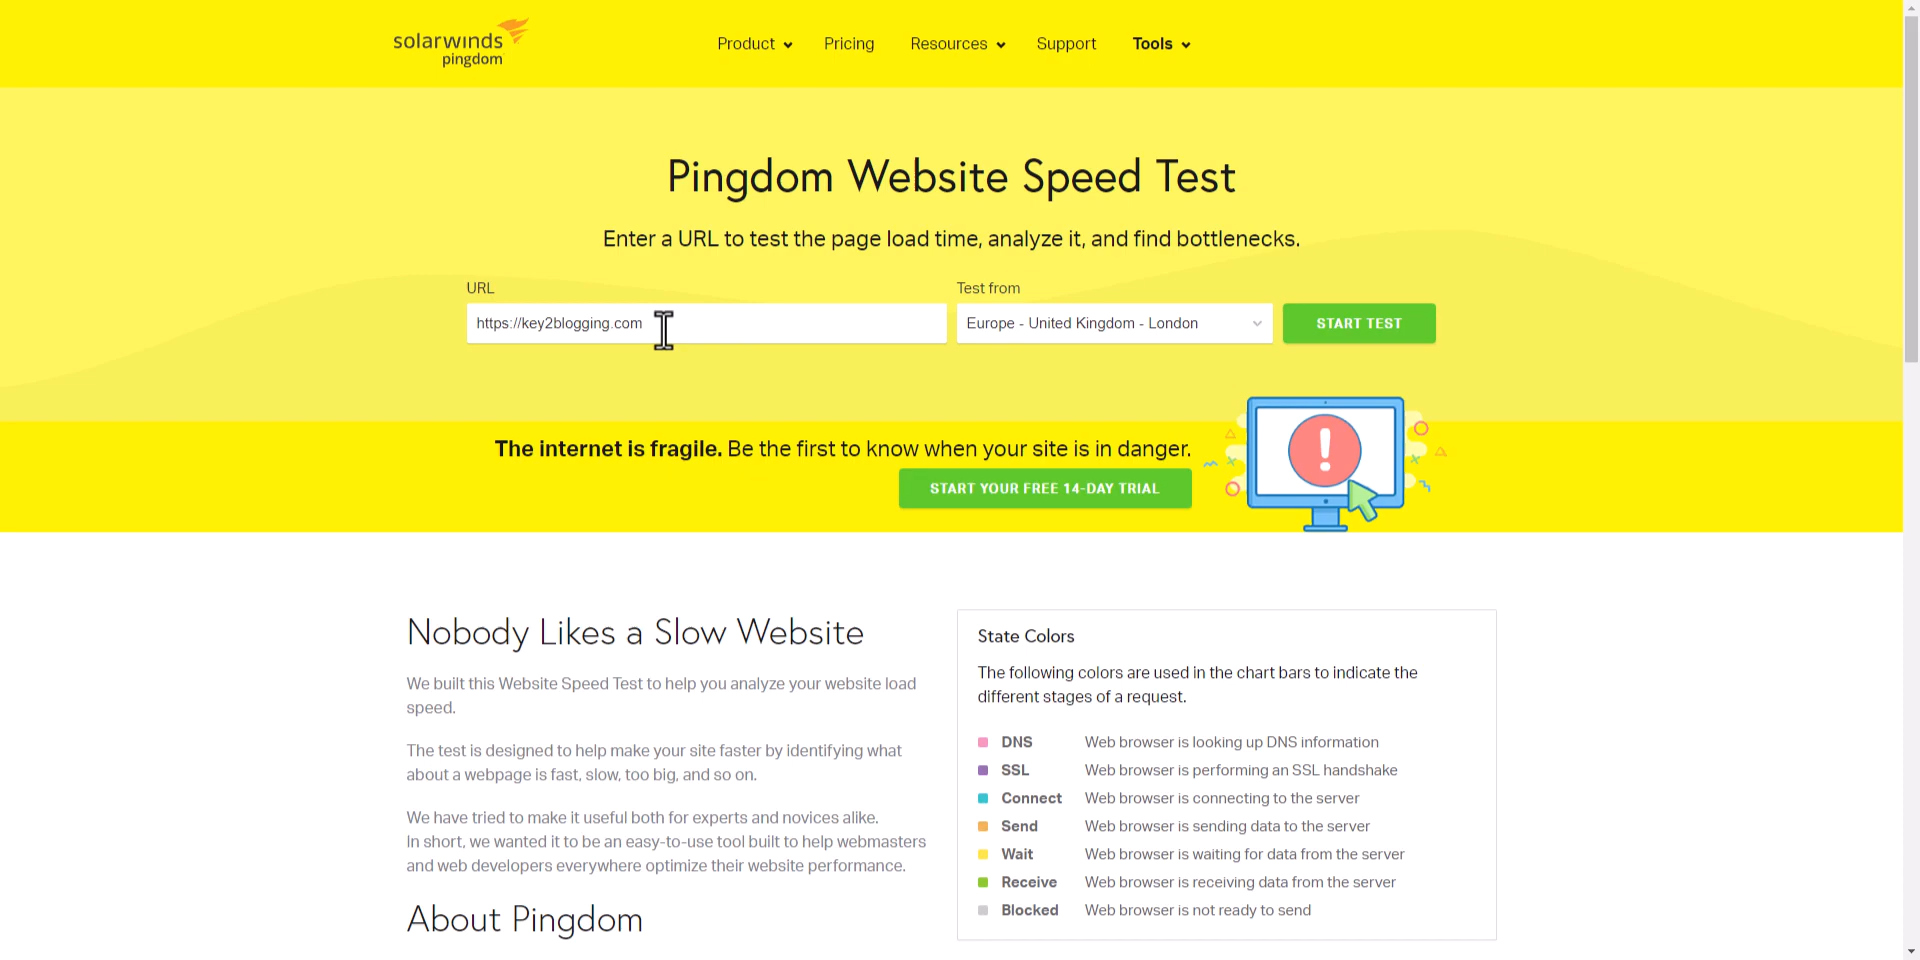 solarwinds
pingdom
Product
Pricing
Resources
Support
Tools
Pingdom Website Speed Test
Enter a URL to test the page load time, analyze it, and find bottlenecks.
URL
Test from
https://key2blogging.com
Europe - United Kingdom - London
START TEST
The internet is fragile. Be the first to know when your site is in danger.
START YOUR FREE 14-DAY TRIAL
Nobody Likes a Slow Website
We built this Website Speed Test to help you analyze your website load
speed.
The test is designed to help make your site faster by identifying what
about a webpage is fast, slow, too big, and so on.
We have tried to make it useful both for experts and novices alike.
In short, we wanted it to be an easy-to-use tool built to help webmasters
and web developers everywhere optimize their website performance.
About Pingdom
State Colors
The following colors are used in the chart bars to indicate the
different stages of a request.
DNS Web browser is looking up DNS information
SSL Web browser is performing an SSL handshake
Connect Web browser is connecting to the server
Send Web browser is sending data to the server
Wait Web browser is waiting for data from the server
Receive Web browser is receiving data from the server
Blocked Web browser is not ready to send